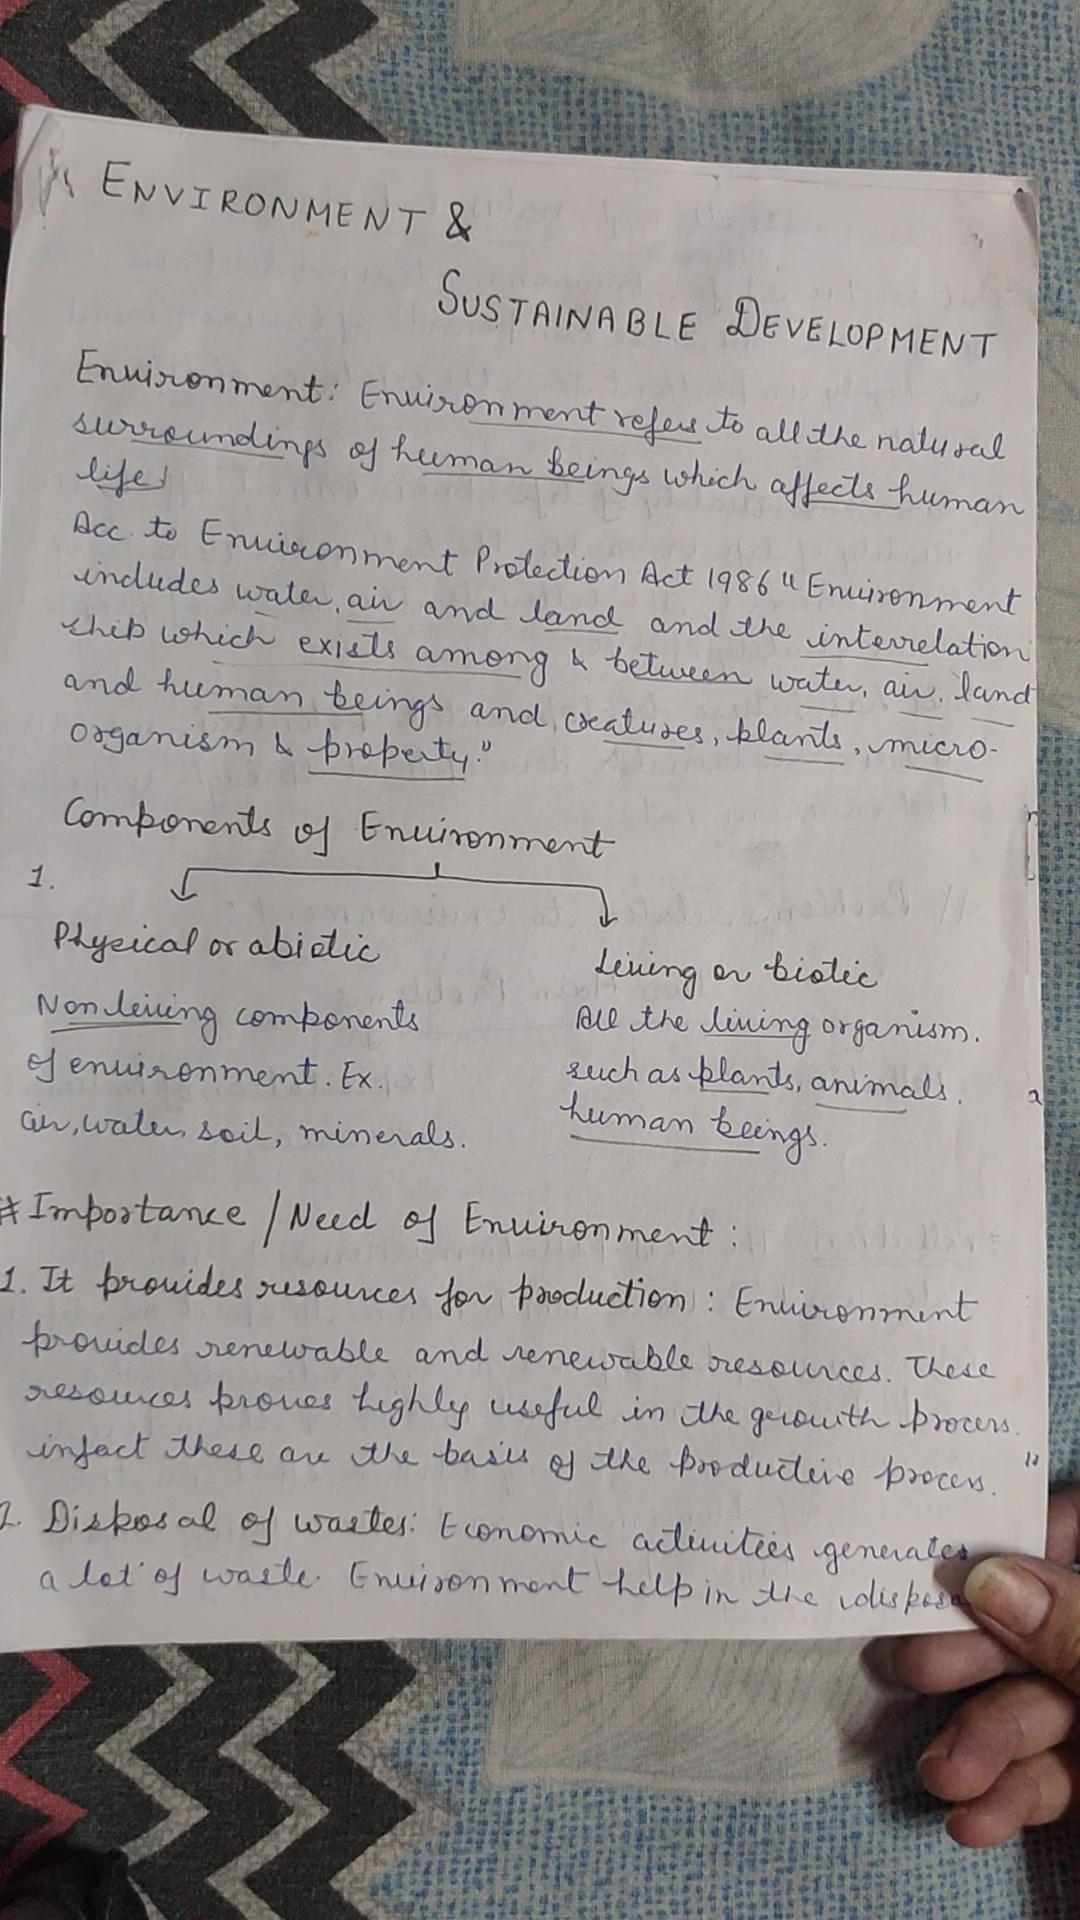 ENVIRONMENT &
SUSTAINABLE DEVELOPMENT
Environment: Environment refers to all the natural
surroundings of human beings which affects human
life!
Acc. to Environment Protection Act 1986 "Environment
includes water, air and land and the interrelation
ship which exists among & between water, air, land
and human beings and creatures, plants, micro-
organism & property."
Components of Environment
1.
Physical or abiotic
Living or biotic
Non living components
of environment. Ex.
air, water, soil, minerals.
All the living organism.
such as plants, animals,
human beings.
# Importance / Need of Environment :
1. It provides resources for production : Environment
provides renewable and renewable resources. These
resources proves highly useful in the growth process.
infact these are the basis of the productive process.
2. Disposal of wastes: Economic activities generates
a lot of waste. Environment help in the